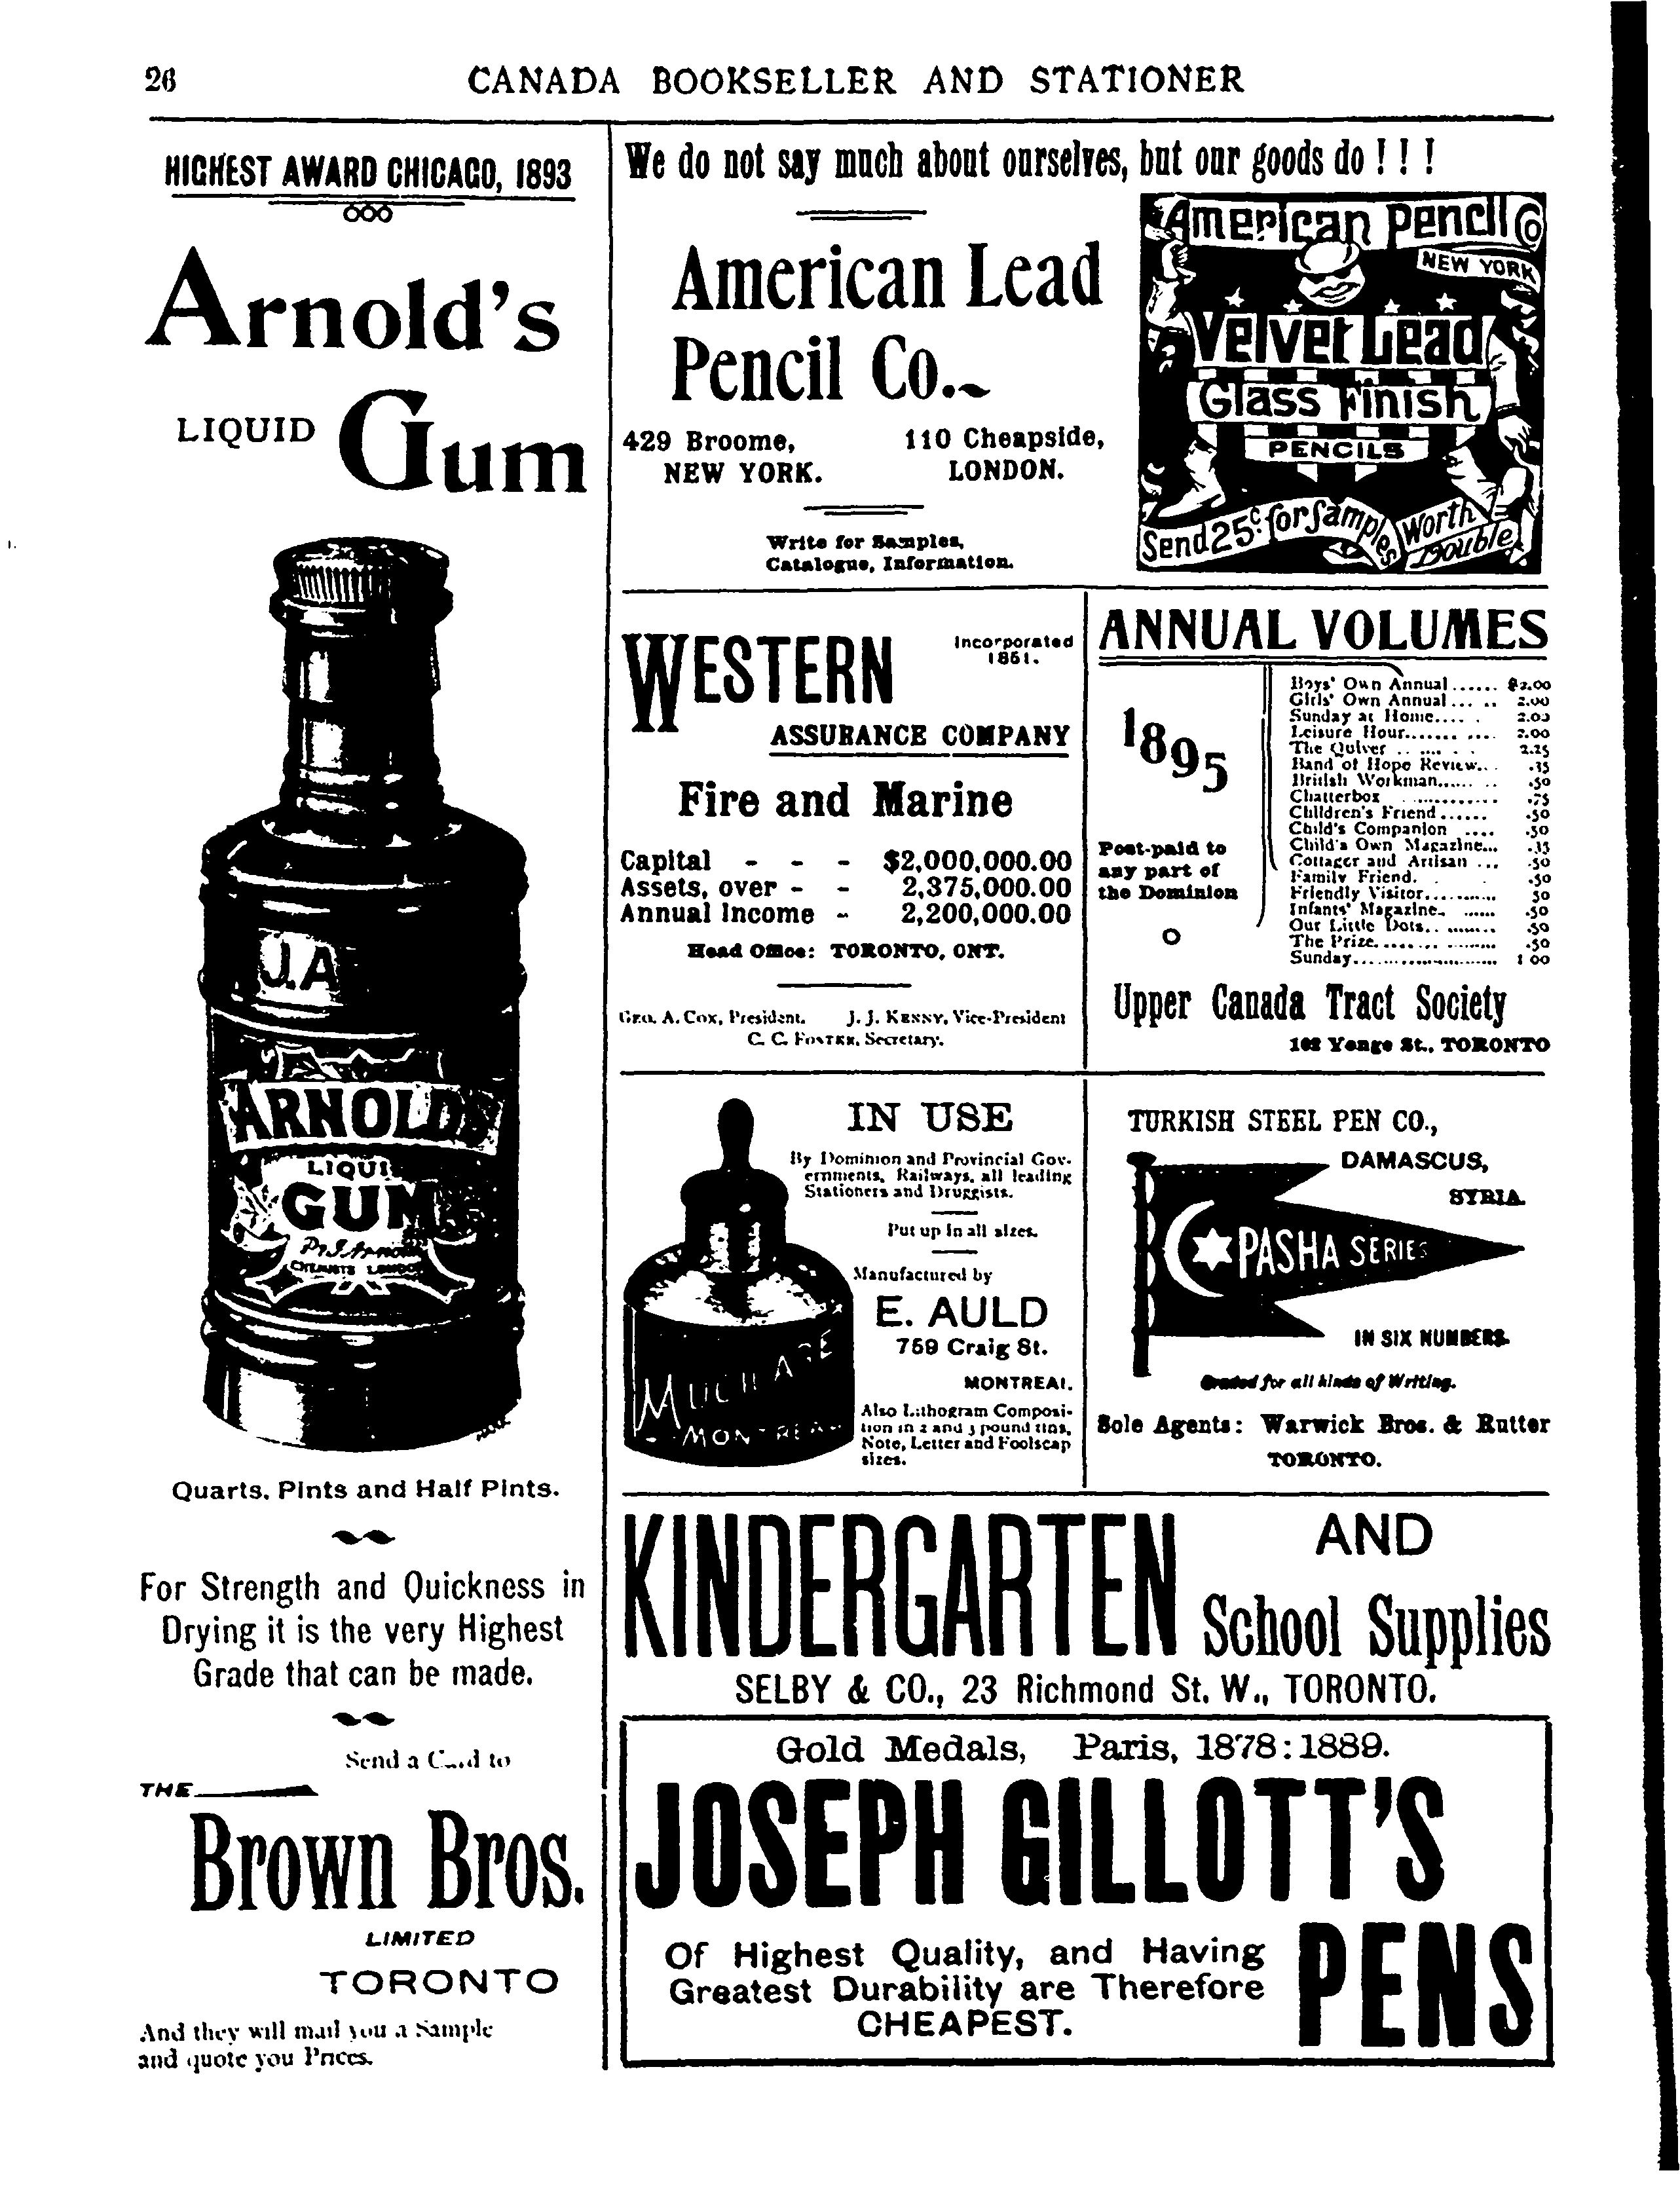 26
CANADA BOOKSELLER AND STATIONER
HIGHEST AWARD CHICAGO, 1893
Arnold's
LIQUID Gum
J.A
ARNOLDS
LIQUI
GUM
CHEMISTS LONDON
Quarts, Pints and Half Pints.
For Strength and Quickness in
Drying it is the very Highest
Grade that can be made.
Send a to
THE
Brown Bros.
LIMITED
TORONTO
And they will mail you a Sample
and quote you Prices.
We do not say much about ourselves, but our goods do ! ! !
American Lead
Pencil Co.
429 Broome,
NEW YORK.
110 Cheapside,
LONDON.
Write for Samples,
Catalogue, Information.
American Pencil Co
NEW YORK
Velvet Lead
Glass Finish
PENCILS
Send 25c. for Samples
Worth
Double
WESTERN
Incorporated
1851.
ASSURANCE COMPANY
Fire and Marine
Capital - - - $2,000,000.00
Assets, over - - 2,375,000.00
Annual Income - 2,200,000.00
Head Office: TORONTO, ONT.
GEO. A. COX, President. J. J. KENNY, Vice-President
C. C. FOSTER, Secretary.
ANNUAL VOLUMES
1895
Post-paid to
any part of
the Dominion
Boys' Own Annual...... $2.00
Girls' Own Annual... .. 2.00
Sunday at Home.... . 2.00
Leisure Hour....... .... 2.00
The Quiver .. .... . . 2.25
Band of Hope Review.. . .35
British Workman...... .. .50
Chatterbox ............ .75
Children's Friend...... .50
Child's Companion .... .50
Child's Own Magazine... .35
Cottager and Artisan ... .50
Family Friend. . . .50
Friendly Visitor.......... 50
Infants' Magazine. ...... .50
Our Little Dots.. ........ .50
The Prize........ ........ .50
Sunday..................... 1 00
Upper Canada Tract Society
102 Yonge St., TORONTO
IN USE
By Dominion and Provincial Gov-
ernments, Railways, all leading
Stationers and Druggists.
Put up in all sizes.
Manufactured by
E. AULD
759 Craig St.
MONTREAL.
Also Lithogram Composi-
tion in 2 and 3 pound tins,
Note, Letter and Foolscap
sizes.
MUCILAGE
MONTREAL
TURKISH STEEL PEN CO.,
DAMASCUS,
SYRIA.
PASHA SERIES
IN SIX NUMBERS.
Graded for all kinds of Writing.
Sole Agents: Warwick Bros. & Rutter
TORONTO.
KINDERGARTEN AND
School Supplies
SELBY & CO., 23 Richmond St. W., TORONTO.
Gold Medals, Paris, 1878:1889.
JOSEPH GILLOTT'S
PENS
Of Highest Quality, and Having
Greatest Durability are Therefore
CHEAPEST.